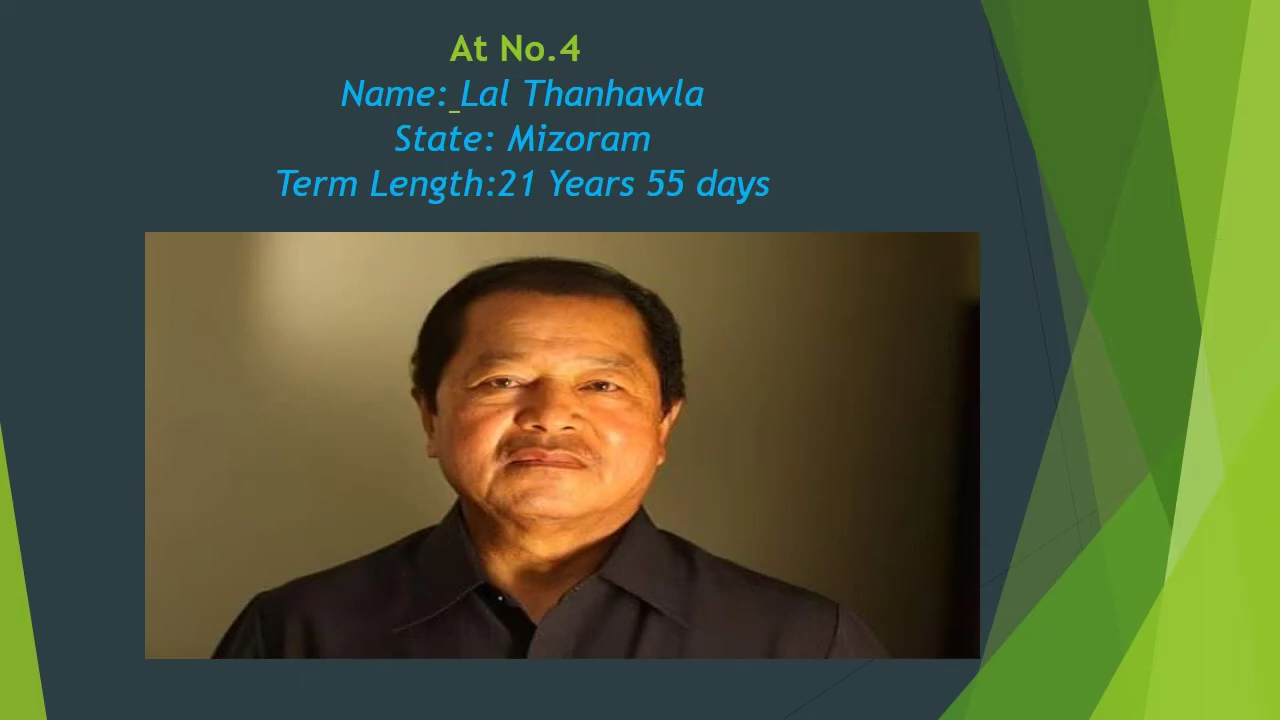 At No.4
Name: Lal Thanhawla
State: Mizoram
Term Length:21 Years 55 days